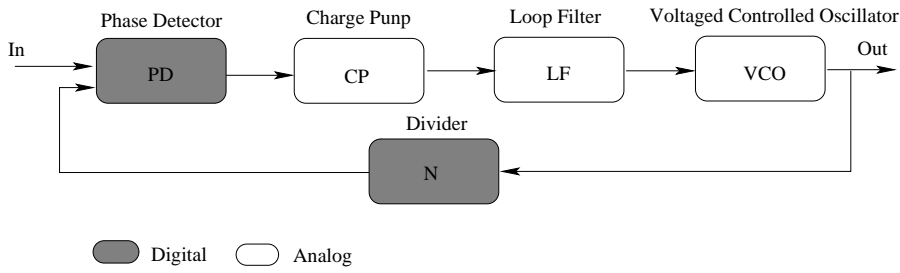 Phase Detector
Charge Punp
Loop Filter
Voltaged Controlled Oscillator
In
PD
CP
LF
VCO
Out
Divider
N
Digital
Analog